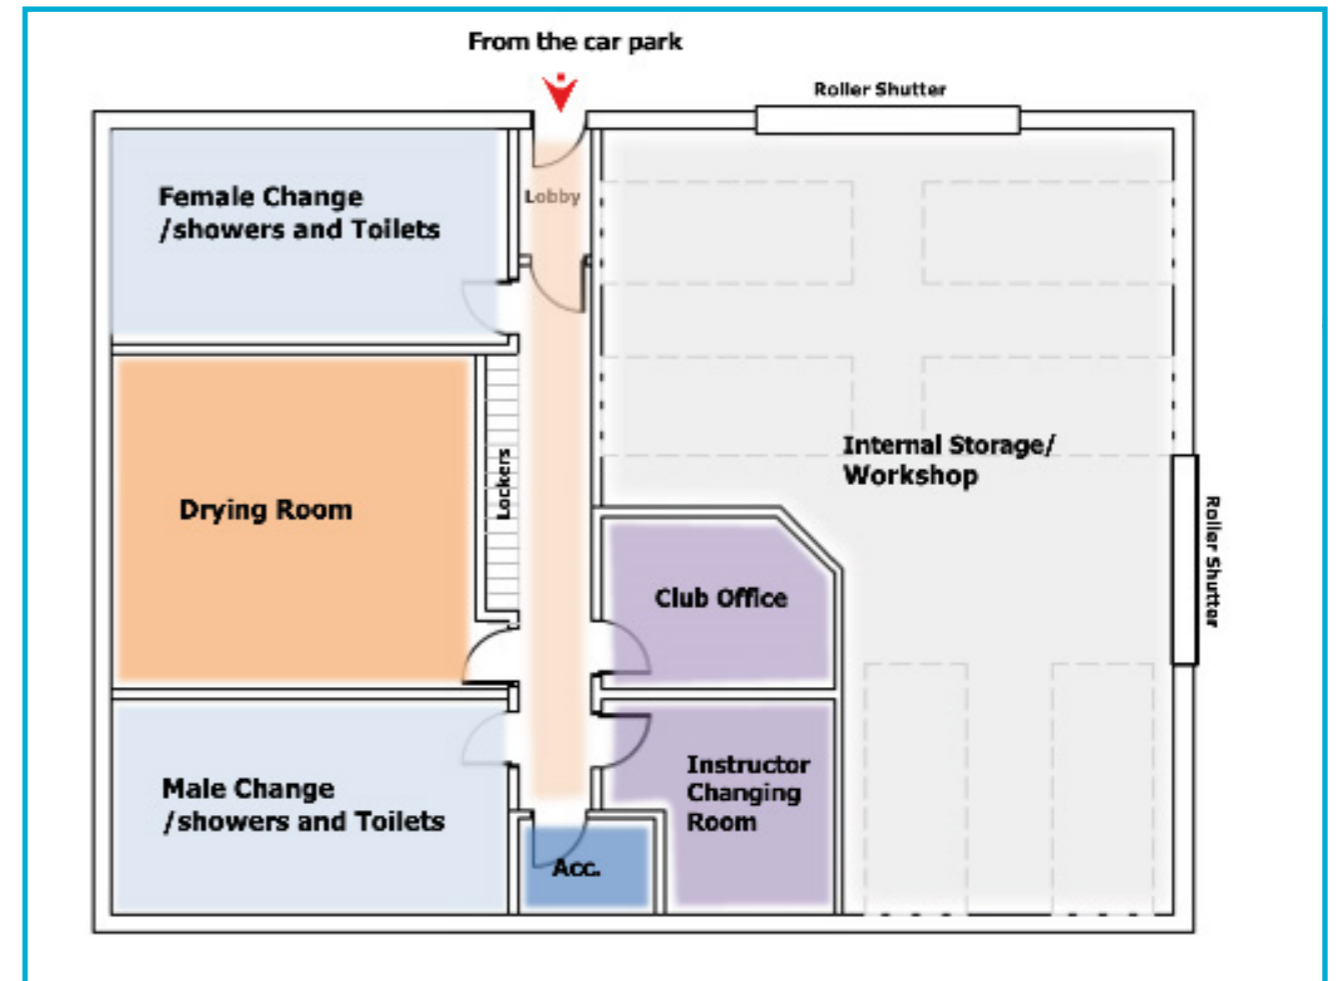 From the car park
Roller Shutter
Female Change
/showers and Toilets
Lobby
Internal Storage/
Workshop
Lockers
Drying Room
Roller Shutter
Club Office
Male Change
/showers and Toilets
Instructor
Changing
Room
Acc.